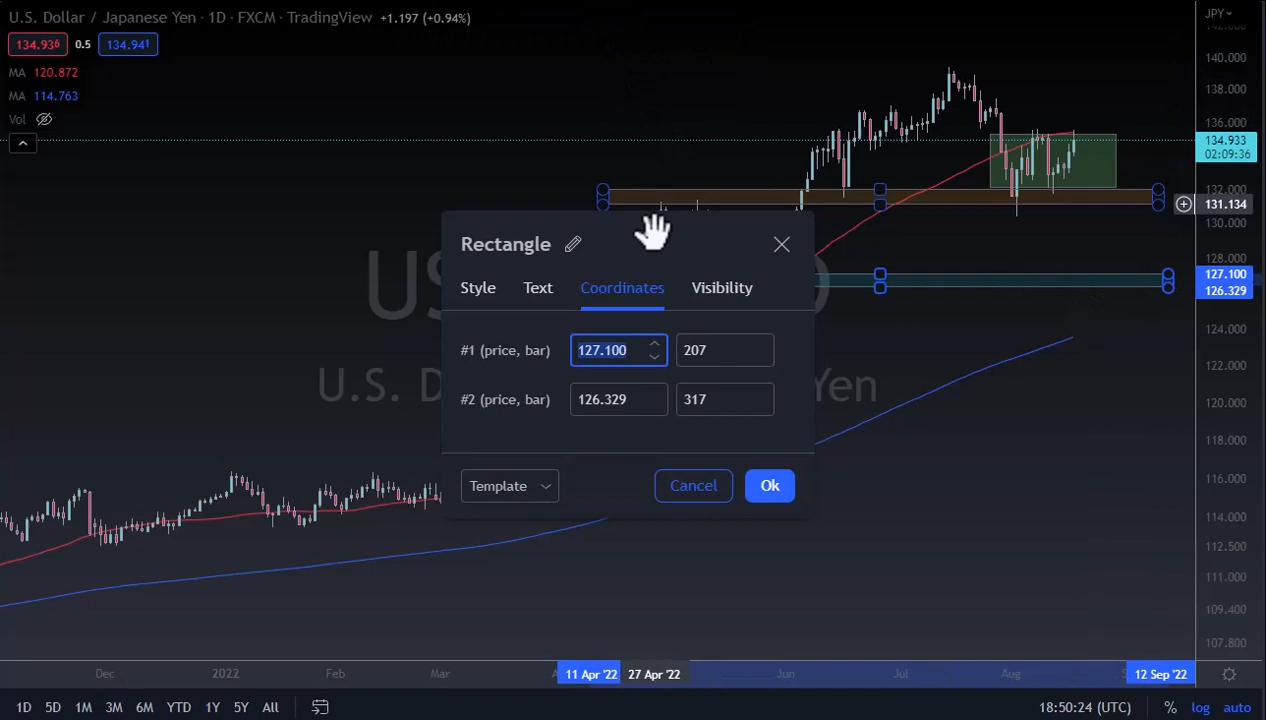 U.S. Dollar / Japanese Yen · 1D · FXCM · TradingView +1.197 (+0.94%)
JPY
134.936 0.5 134.941
MA 120.872
MA 114.763
Vol
140.000
138.000
136.000
134.933
02:09:36
132.000
131.134
130.000
128.000
127.100
126.329
124.000
122.000
120.000
118.000
116.000
114.000
112.500
111.000
109.400
107.800
Rectangle
Style Text Coordinates Visibility
#1 (price, bar) 127.100 207
#2 (price, bar) 126.329 317
Template Cancel Ok
U.S. D
Yen
Dec 2022 Feb Mar 11 Apr '22 27 Apr '22 Jun Jul Aug 12 Sep '22
1D 5D 1M 3M 6M YTD 1Y 5Y All 18:50:24 (UTC) % log auto